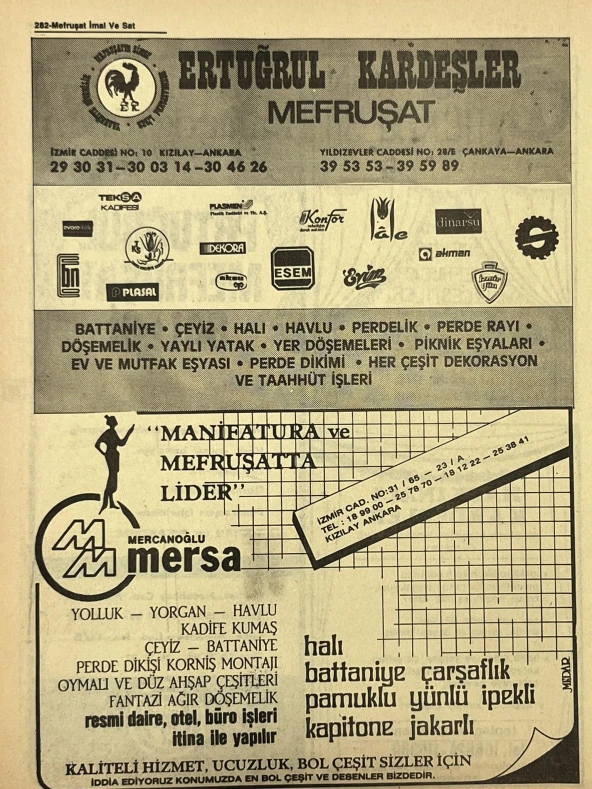 282-Mefruşat İmal Ve Sat
ERTUĞRUL KARDEŞLER
MEFRUŞAT
EK
İZMİR CADDESİ NO: 10 KIZILAY—ANKARA
29 30 31—30 03 14—30 46 26
YILDIZEVLER CADDESİ NO: 28/E ÇANKAYA—ANKARA
39 53 53—39 59 89
TEKSA
KADİFESİ
PLASMEN
Konfor
Lâle
dinarsu
DEKORA
akman
PLASAL
aksu
ESEM
Evim
BATTANİYE • ÇEYİZ • HALI • HAVLU • PERDELİK • PERDE RAYI •
DÖŞEMELİK • YAYLI YATAK • YER DÖŞEMELERİ • PİKNİK EŞYALARI •
EV VE MUTFAK EŞYASI • PERDE DİKİMİ • HER ÇEŞİT DEKORASYON
VE TAAHHÜT İŞLERİ
"MANİFATURA ve
MEFRUŞATTA
LİDER"
İZMİR CAD. NO:31 / 65 — 23 / A
TEL : 18 99 00 — 25 78 70 — 18 12 22 — 25 38 41
KIZILAY ANKARA
MM
MERCANOĞLU
mersa
YOLLUK — YORGAN — HAVLU
KADİFE KUMAŞ
ÇEYİZ — BATTANİYE
PERDE DİKİŞİ KORNİŞ MONTAJI
OYMALI VE DÜZ AHŞAP ÇEŞİTLERİ
FANTAZİ AĞIR DÖŞEMELİK
resmi daire, otel, büro işleri
itina ile yapılır
halı
battaniye çarşaflık
pamuklu yünlü ipekli
kapitone jakarlı
MEDAR
KALİTELİ HİZMET, UCUZLUK, BOL ÇEŞİT SİZLER İÇİN
İDDİA EDİYORUZ KONUMUZDA EN BOL ÇEŞİT VE DESENLER BİZDEDİR.